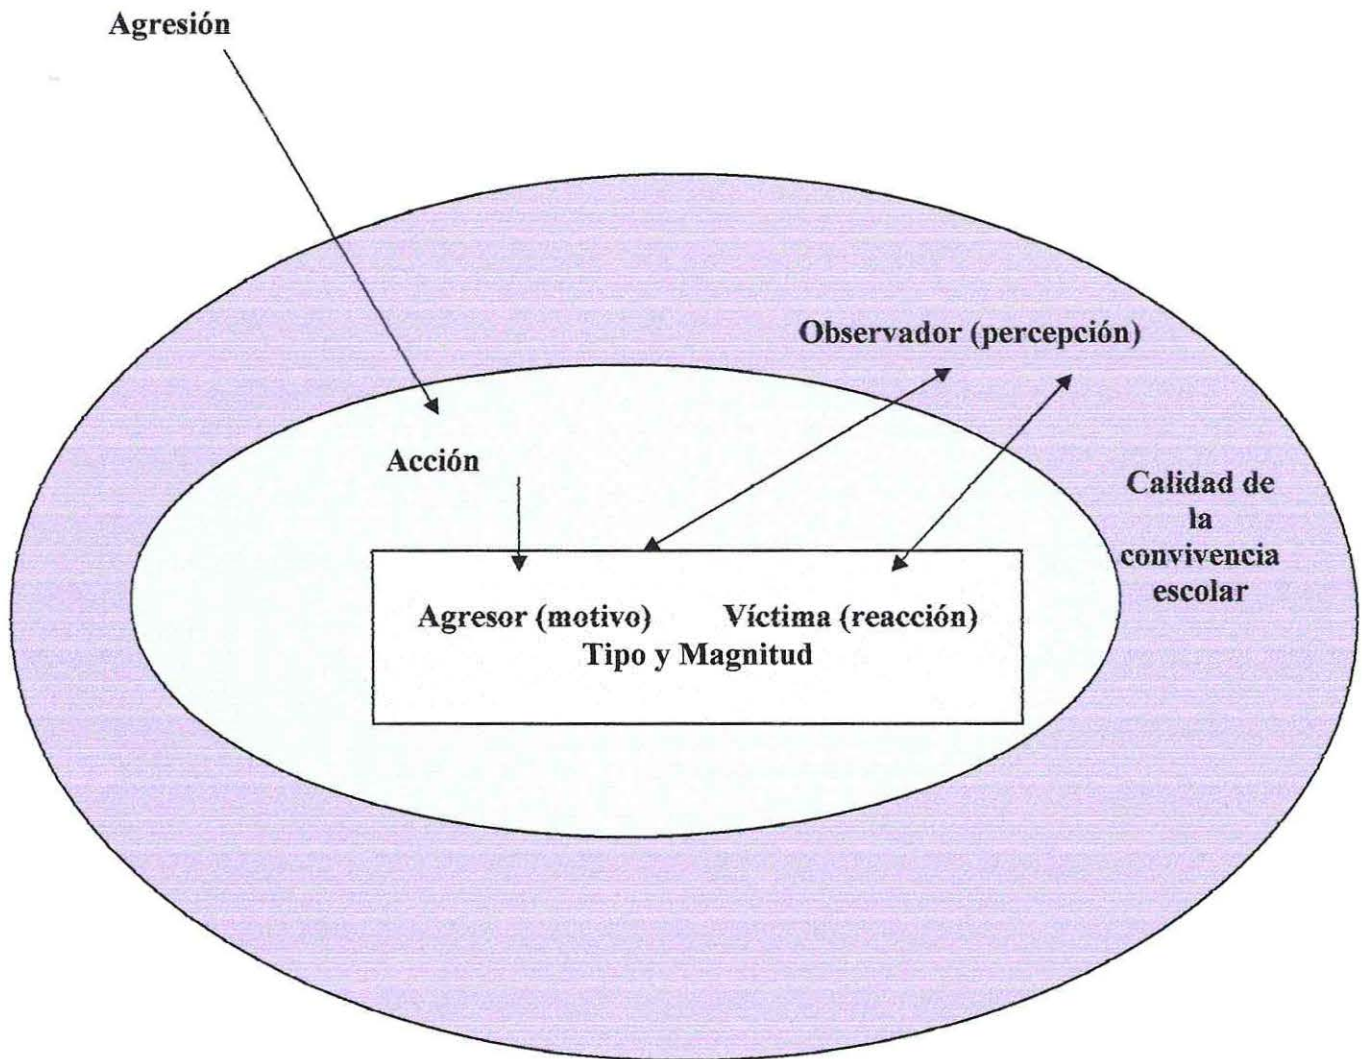 Agresión
Observador (percepción)
Acción
Calidad de
la
convivencia
escolar
Agresor (motivo) Víctima (reacción)
Tipo y Magnitud